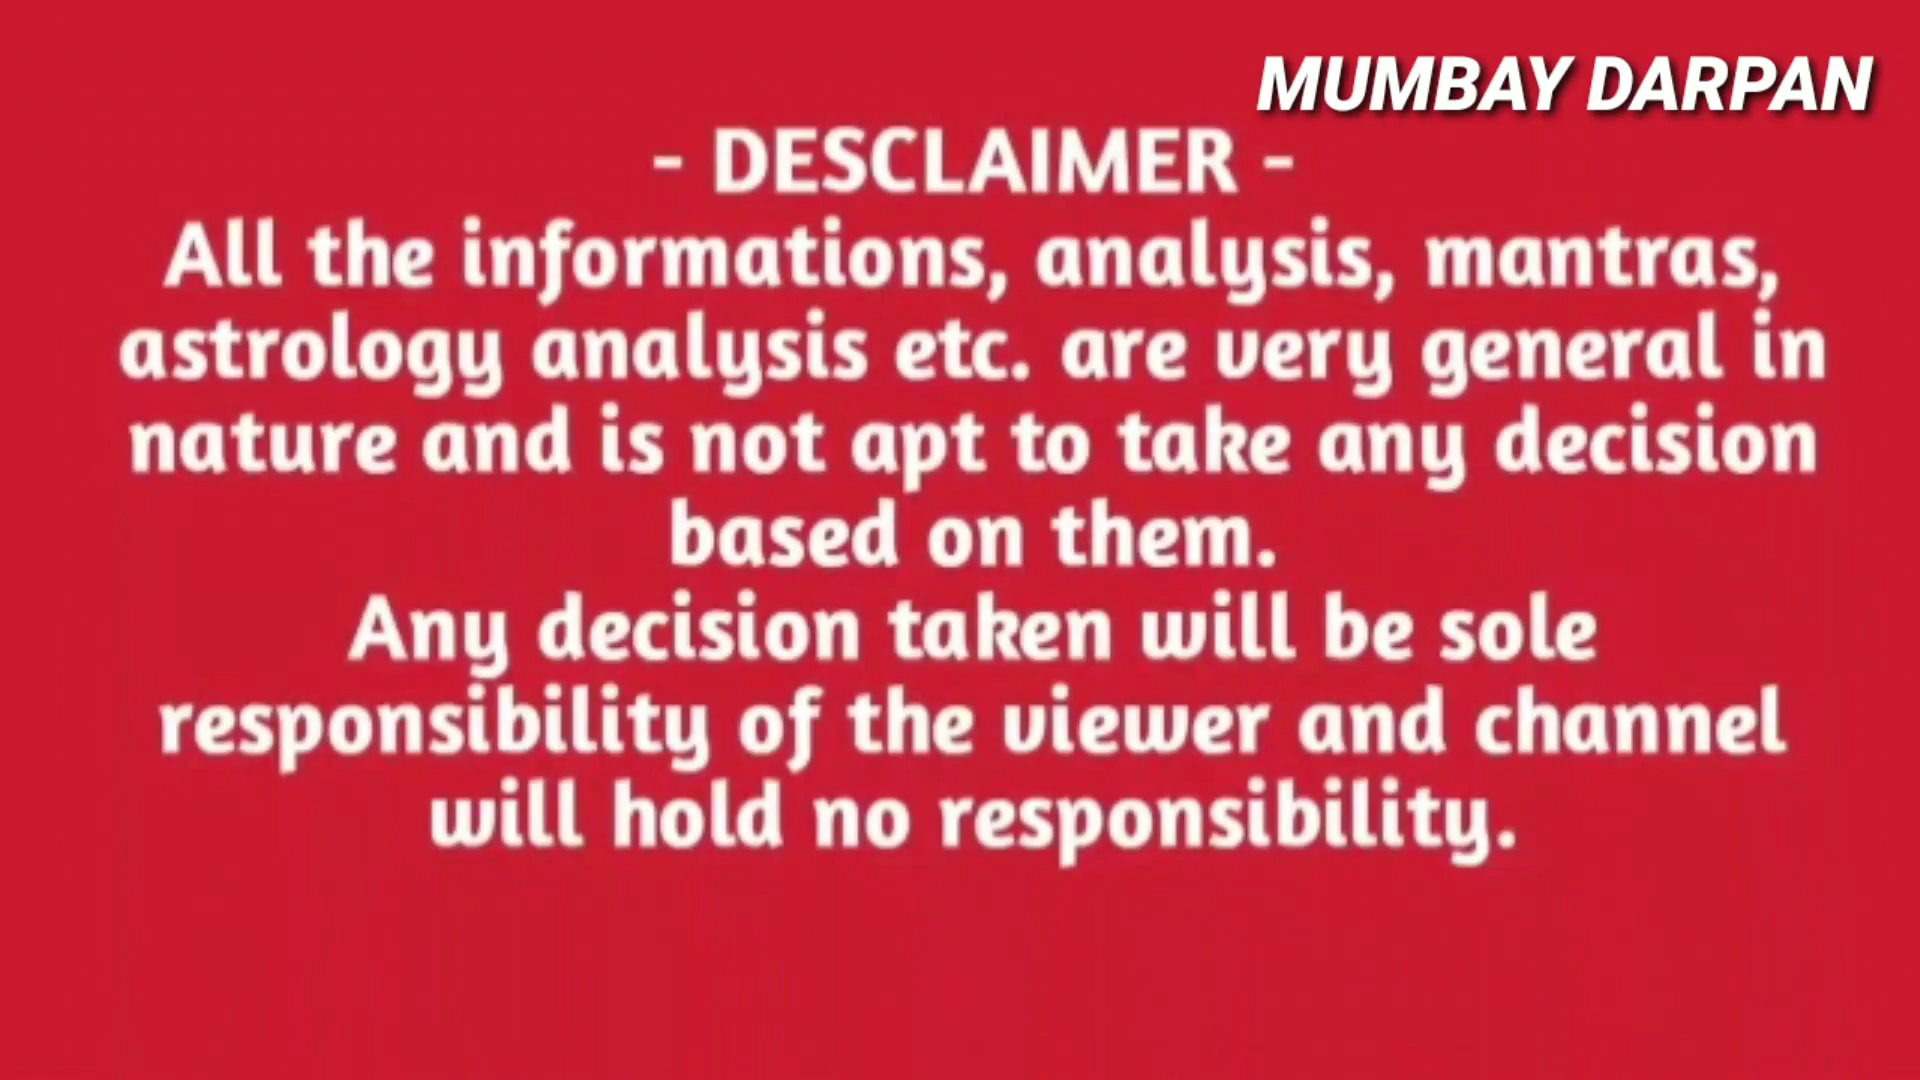 MUMBAY DARPAN
- DESCLAIMER -
All the informations, analysis, mantras,
astrology analysis etc. are very general in
nature and is not apt to take any decision
based on them.
Any decision taken will be sole
responsibility of the viewer and channel
will hold no responsibility.